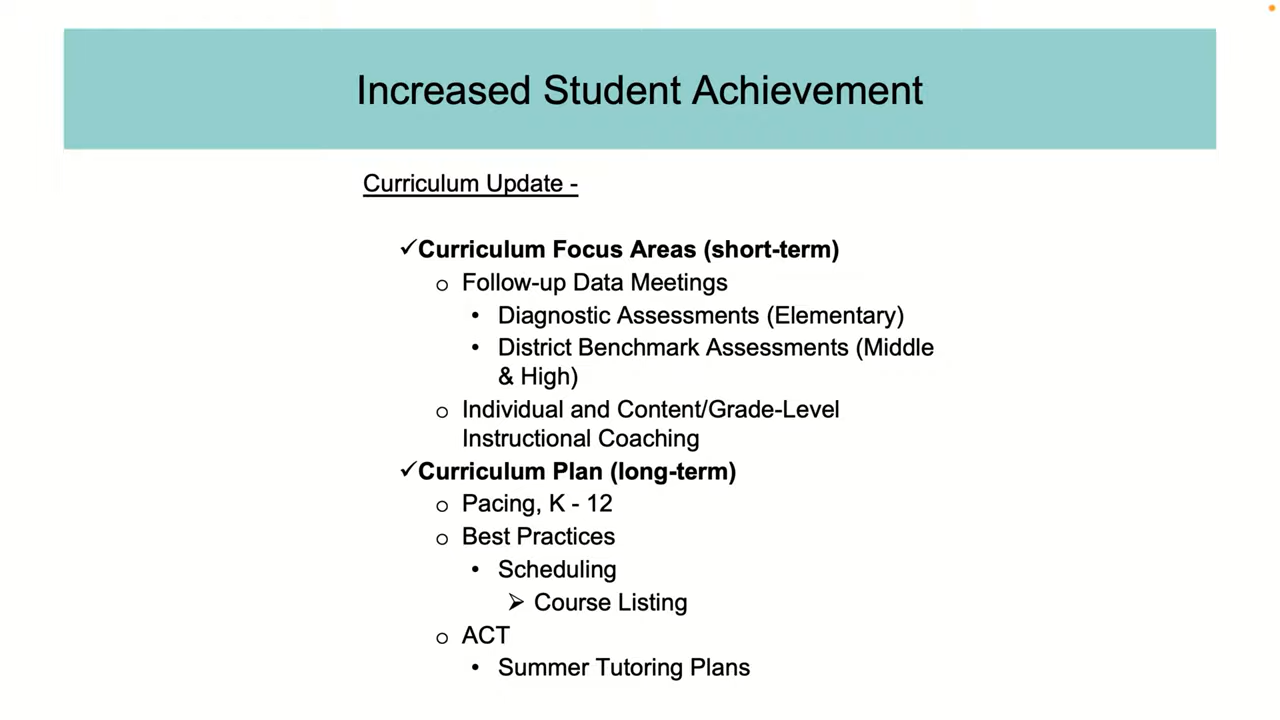 Increased Student Achievement
Curriculum Update -
✓Curriculum Focus Areas (short-term)
o Follow-up Data Meetings
• Diagnostic Assessments (Elementary)
• District Benchmark Assessments (Middle
& High)
o Individual and Content/Grade-Level
Instructional Coaching
✓Curriculum Plan (long-term)
o Pacing, K - 12
o Best Practices
• Scheduling
➢ Course Listing
o ACT
• Summer Tutoring Plans